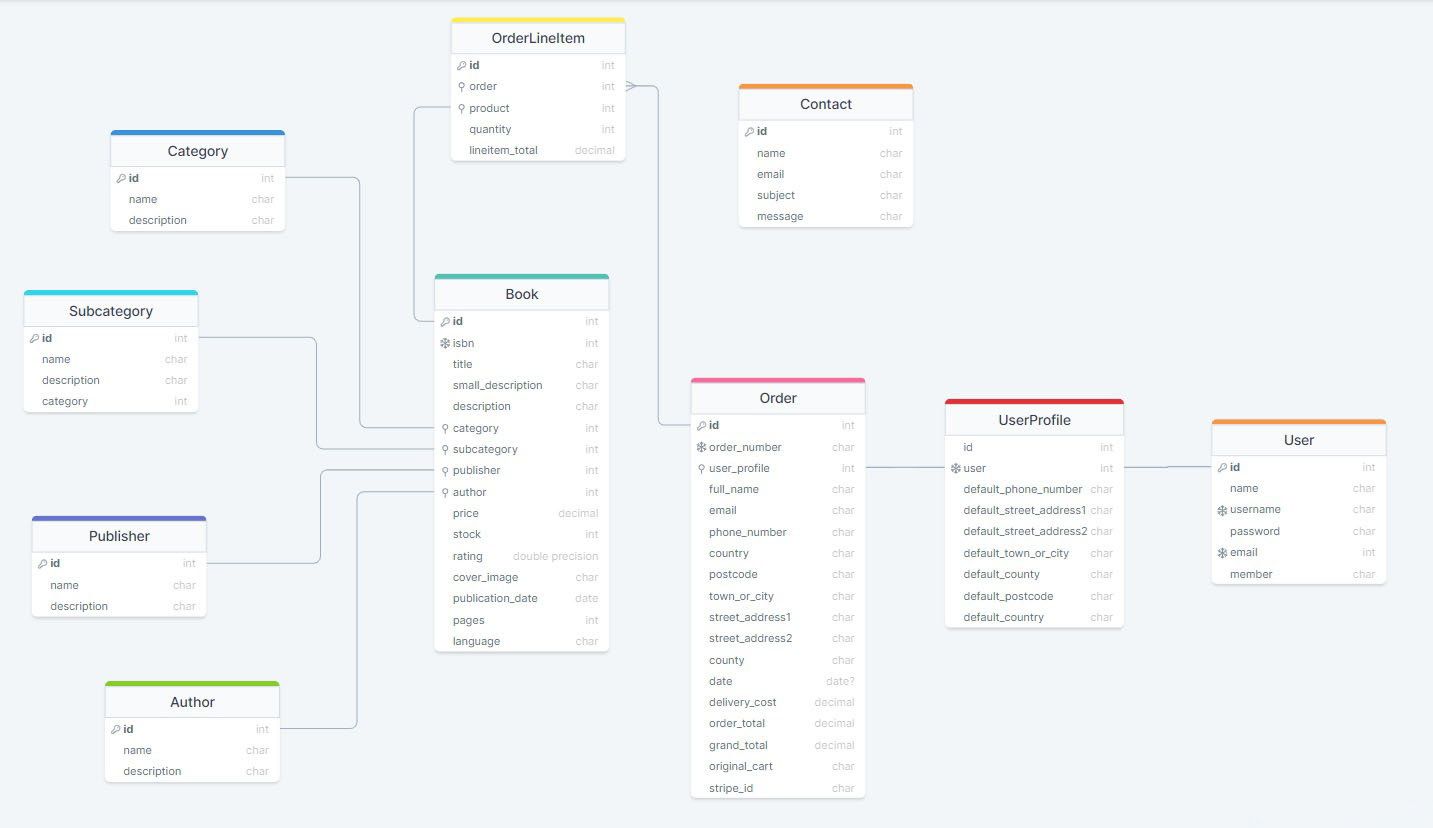 OrderLineItem
id int
order int
product int
quantity int
lineitem_total decimal
Contact
id int
name char
email char
subject char
message char
Category
id int
name char
description char
Subcategory
id int
name char
description char
category int
Book
id int
isbn int
title char
small_description char
description char
category int
subcategory int
publisher int
author int
price decimal
stock int
rating double precision
cover_image char
publication_date date
pages int
language char
Publisher
id int
name char
description char
Author
id int
name char
description char
Order
id int
order_number char
user_profile int
full_name char
email char
phone_number char
country char
postcode char
town_or_city char
street_address1 char
street_address2 char
county char
date date?
delivery_cost decimal
order_total decimal
grand_total decimal
original_cart char
stripe_id char
UserProfile
id int
user int
default_phone_number char
default_street_address1 char
default_street_address2 char
default_town_or_city char
default_county char
default_postcode char
default_country char
User
id int
name char
username char
password char
email int
member char